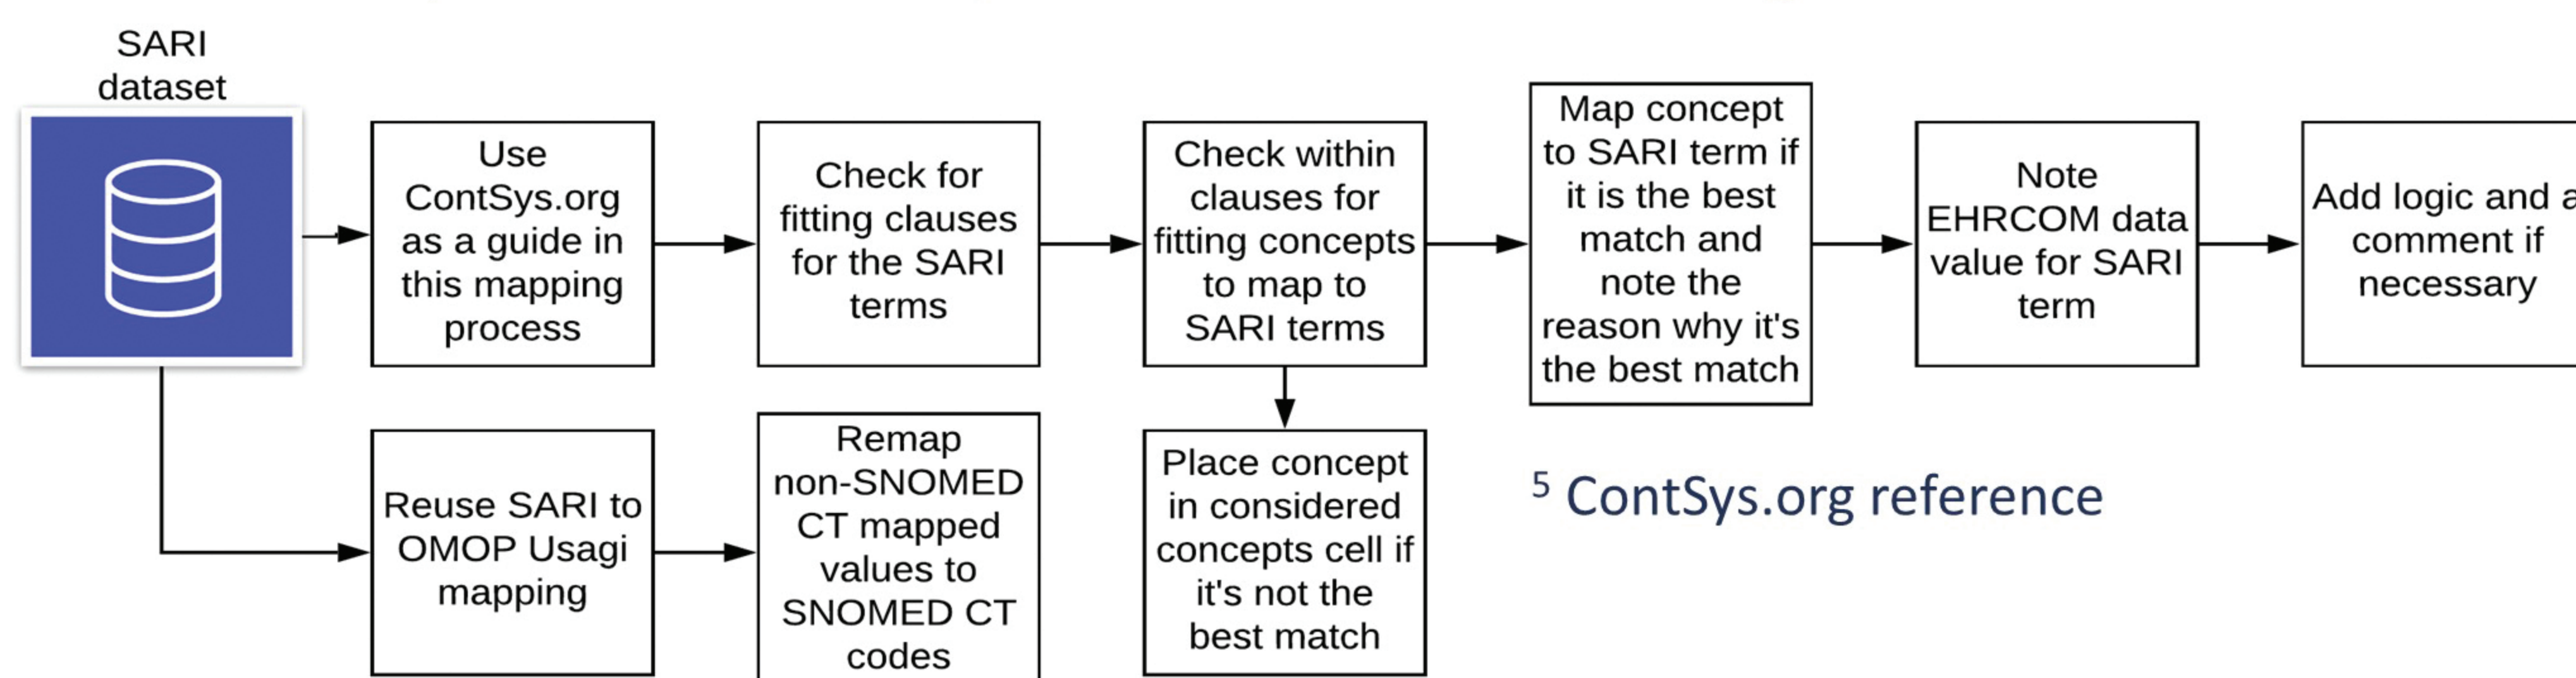 SARI
dataset
Use
ContSys.org
as a guide in
this mapping
process
Check for
fitting clauses
for the SARI
terms
Check within
clauses for
fitting concepts
to map to
SARI terms
Map concept
to SARI term if
it is the best
match and
note the
reason why it's
the best match
Note
EHRCOM data
value for SARI
term
Add logic and a
comment if
necessary
Reuse SARI to
OMOP Usagi
mapping
Remap
non-SNOMED
CT mapped
values to
SNOMED CT
codes
Place concept
in considered
concepts cell if
it's not the
best match
5 ContSys.org reference